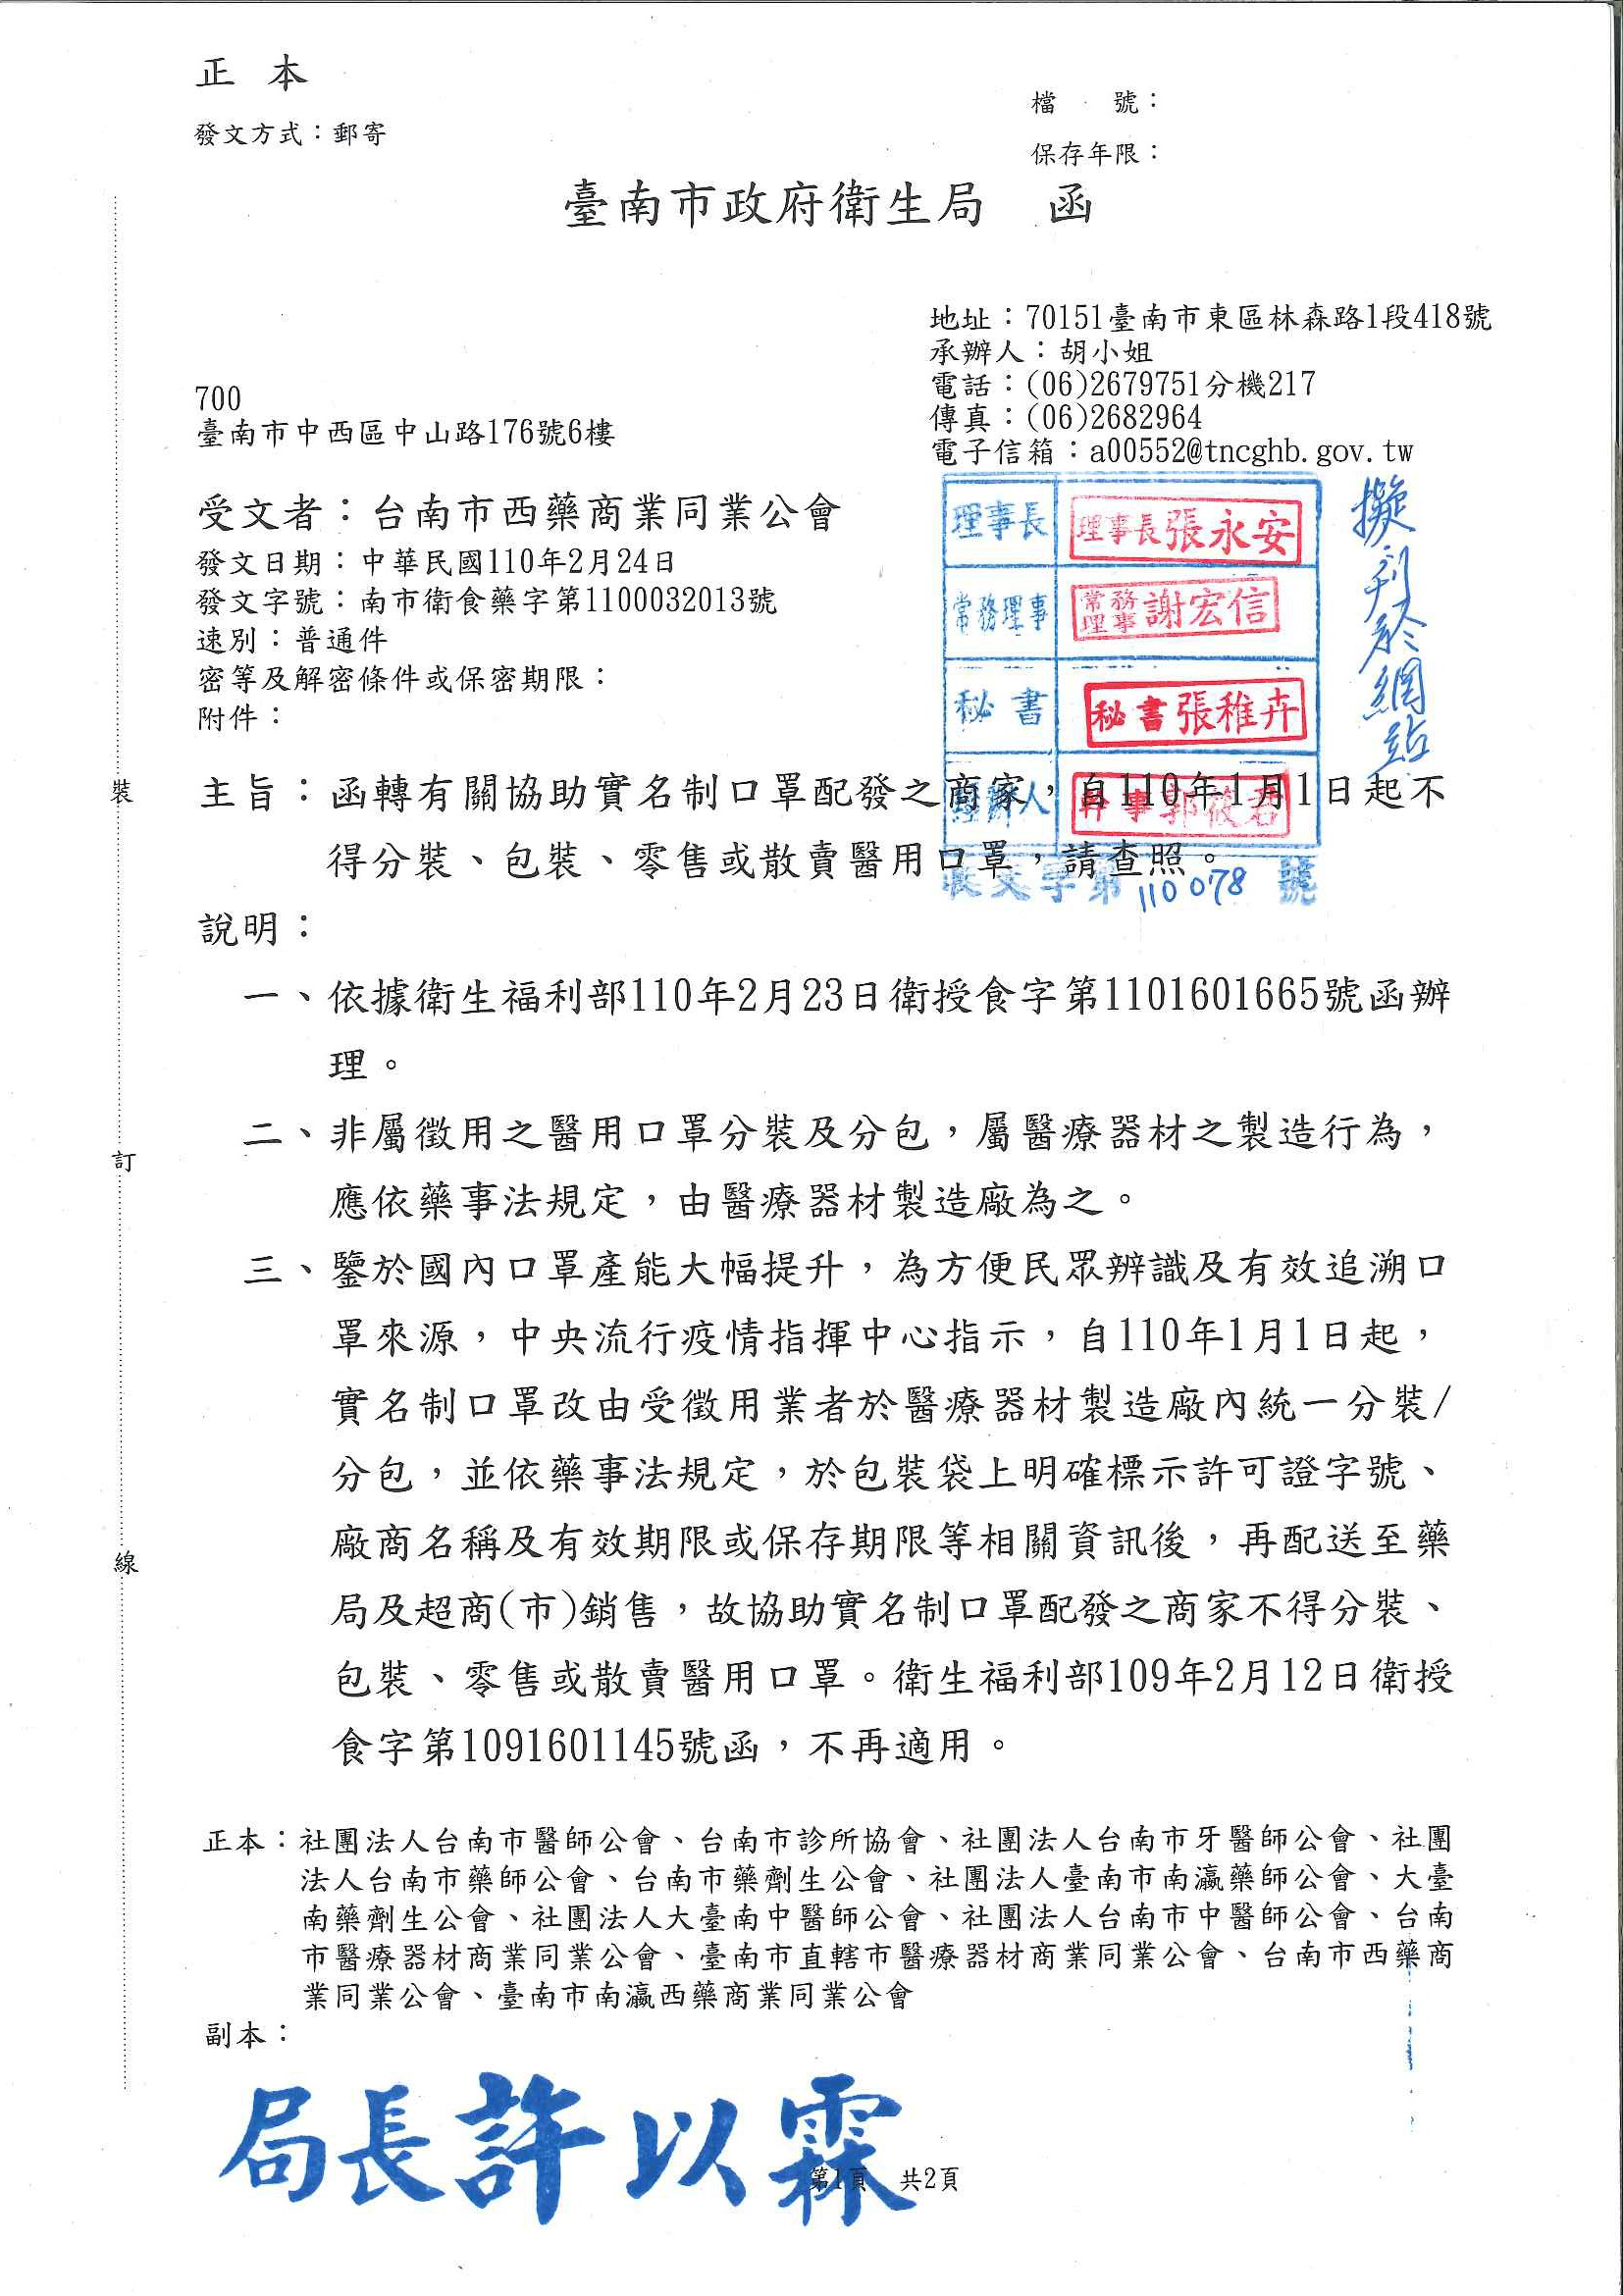 正 本
發文方式：郵寄
檔 號：
保存年限：
臺南市政府衛生局 函
地址：70151臺南市東區林森路1段418號
承辦人：胡小姐
電話：(06)2679751分機217
傳真：(06)2682964
電子信箱：a00552@tncghb.gov.tw
700
臺南市中西區中山路176號6樓
受文者：台南市西藥商業同業公會
發文日期：中華民國110年2月24日
發文字號：南市衛食藥字第1100032013號
速別：普通件
密等及解密條件或保密期限：
附件：
理事長 理事長張永安
常務理事 常務理事謝宏信
秘書 秘書張稚卉
經辦人 幹事郭筱君
收文字第110078號
擬刊於網站
主旨：函轉有關協助實名制口罩配發之商家，自110年1月1日起不
得分裝、包裝、零售或散賣醫用口罩，請查照。
說明：
一、依據衛生福利部110年2月23日衛授食字第1101601665號函辦
理。
二、非屬徵用之醫用口罩分裝及分包，屬醫療器材之製造行為，
應依藥事法規定，由醫療器材製造廠為之。
三、鑒於國內口罩產能大幅提升，為方便民眾辨識及有效追溯口
罩來源，中央流行疫情指揮中心指示，自110年1月1日起，
實名制口罩改由受徵用業者於醫療器材製造廠內統一分裝/
分包，並依藥事法規定，於包裝袋上明確標示許可證字號、
廠商名稱及有效期限或保存期限等相關資訊後，再配送至藥
局及超商(市)銷售，故協助實名制口罩配發之商家不得分裝、
包裝、零售或散賣醫用口罩。衛生福利部109年2月12日衛授
食字第1091601145號函，不再適用。
裝
訂
線
正本：社團法人台南市醫師公會、台南市診所協會、社團法人台南市牙醫師公會、社團
法人台南市藥師公會、台南市藥劑生公會、社團法人臺南市南瀛藥師公會、大臺
南藥劑生公會、社團法人大臺南中醫師公會、社團法人台南市中醫師公會、台南
市醫療器材商業同業公會、臺南市直轄市醫療器材商業同業公會、台南市西藥商
業同業公會、臺南市南瀛西藥商業同業公會
副本：
局長許以霖
第1頁 共2頁